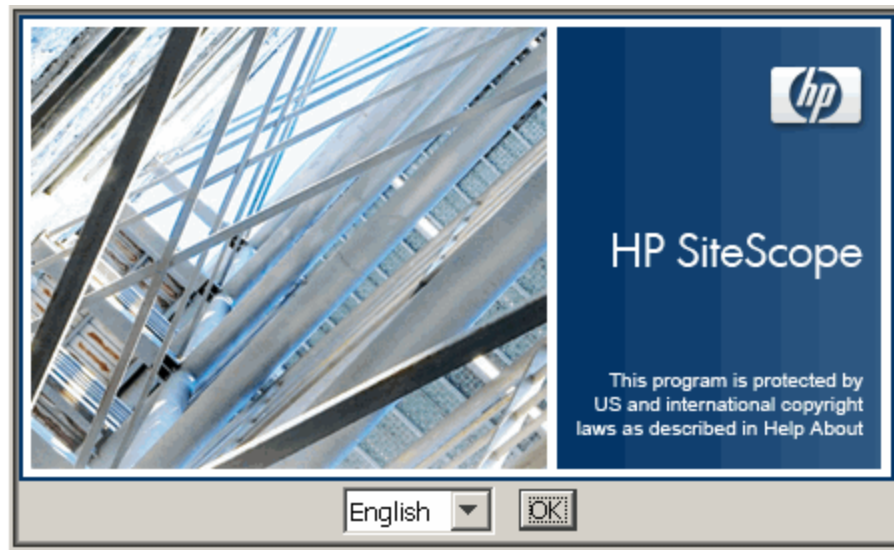 hp
HP SiteScope
This program is protected by
US and international copyright
laws as described in Help About
English
OK